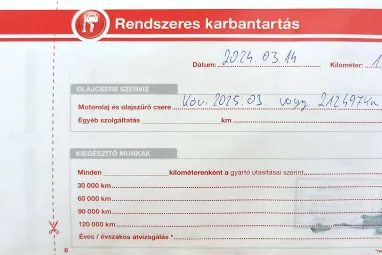 Rendszeres karbantartás
Dátum: 2024.03.14 Kilométer: 1
OLAJCSERE SZERVIZ
Motorolaj és olajszűrő csere Köv. 2025.03. vagy 212497km
Egyéb szolgáltatás km
KIEGÉSZÍTŐ MUNKÁK
Minden kilométerenként a gyártó utasításai szerint
30 000 km
60 000 km
90 000 km
120 000 km
Éves / évszakos átvizsgálás *
8